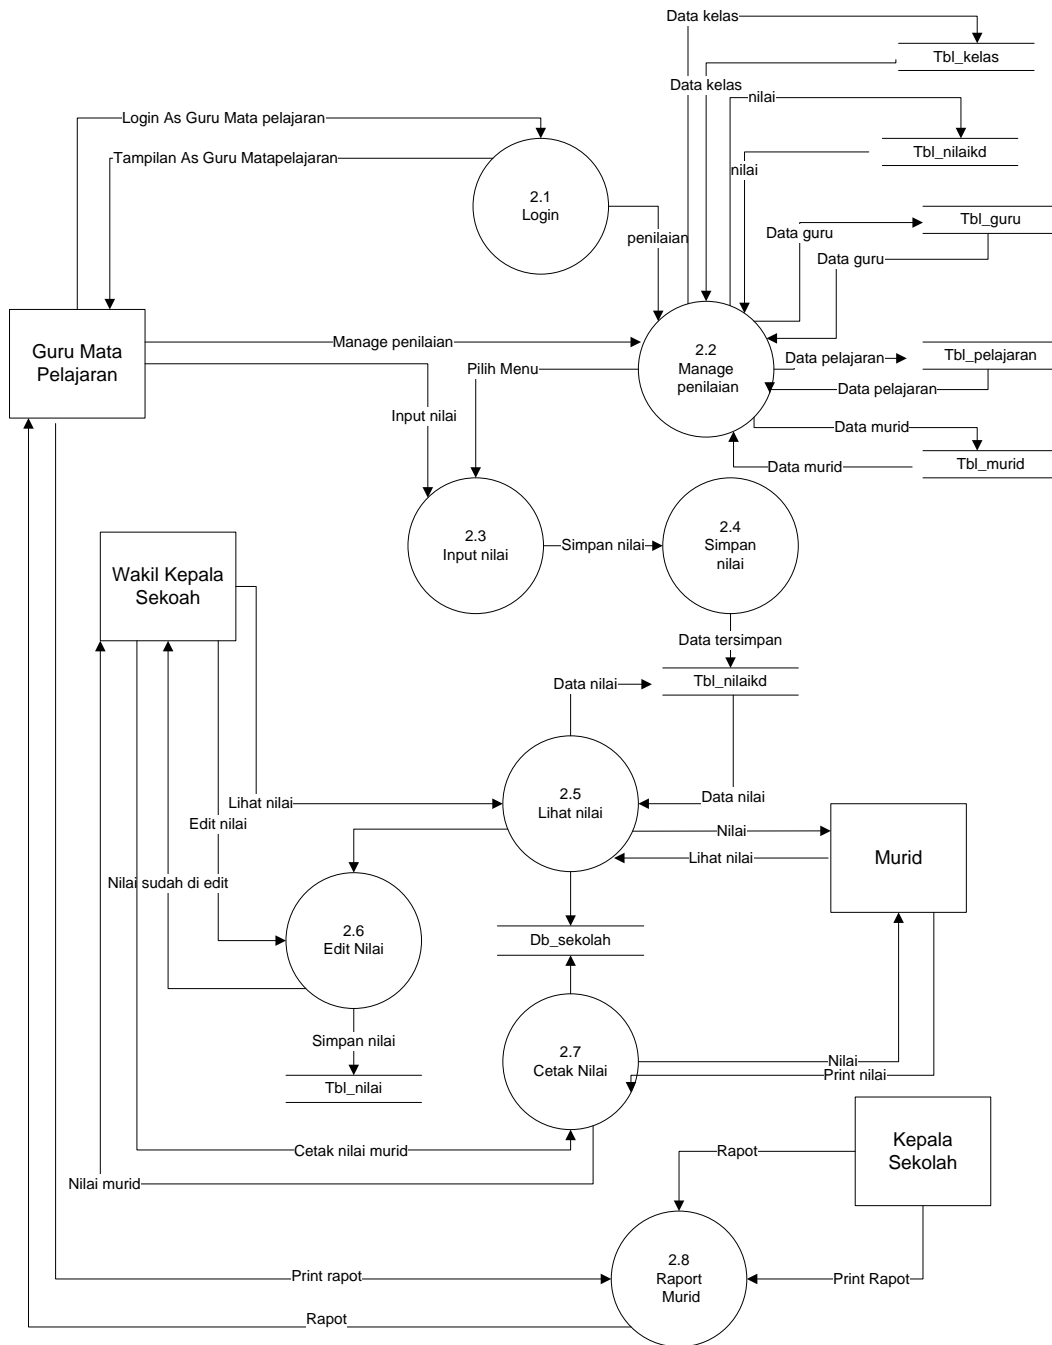 Data kelas
Tbl_kelas
Data kelas
nilai
Login As Guru Mata pelajaran
Tbl_nilaikd
Tampilan As Guru Matapelajaran
nilai
2.1
Login
Tbl_guru
Data guru
penilaian
Data guru
Guru Mata
Pelajaran
Manage penilaian
2.2
Manage
penilaian
Data pelajaran
Tbl_pelajaran
Pilih Menu
Data pelajaran
Input nilai
Data murid
Data murid
Tbl_murid
2.3
Input nilai
Simpan nilai
2.4
Simpan
nilai
Wakil Kepala
Sekoah
Data tersimpan
Data nilai
Tbl_nilaikd
2.5
Lihat nilai
Lihat nilai
Data nilai
Edit nilai
Nilai
Lihat nilai
Murid
Nilai sudah di edit
2.6
Edit Nilai
Db_sekolah
Simpan nilai
2.7
Cetak Nilai
Nilai
Print nilai
Tbl_nilai
Cetak nilai murid
Rapot
Kepala
Sekolah
Nilai murid
2.8
Raport
Murid
Print rapot
Print Rapot
Rapot